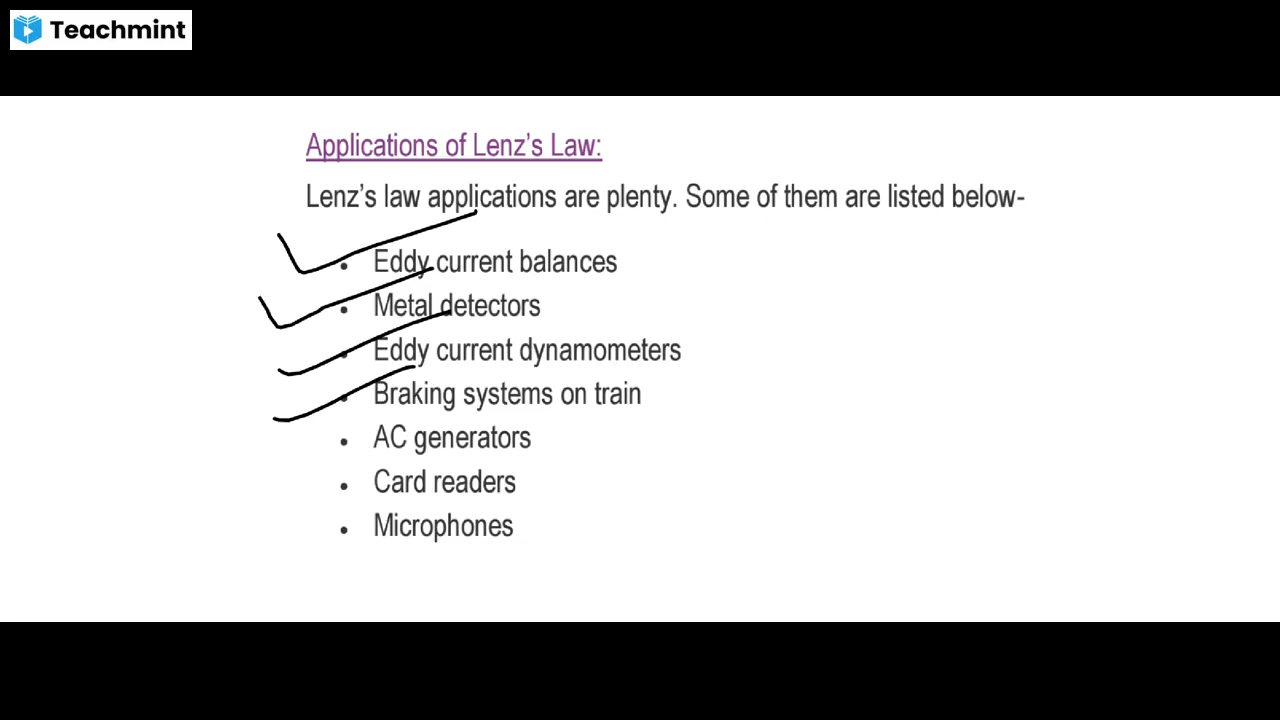 Teachmint
Applications of Lenz's Law:
Lenz's law applications are plenty. Some of them are listed below-
• Eddy current balances
• Metal detectors
• Eddy current dynamometers
• Braking systems on train
• AC generators
• Card readers
• Microphones